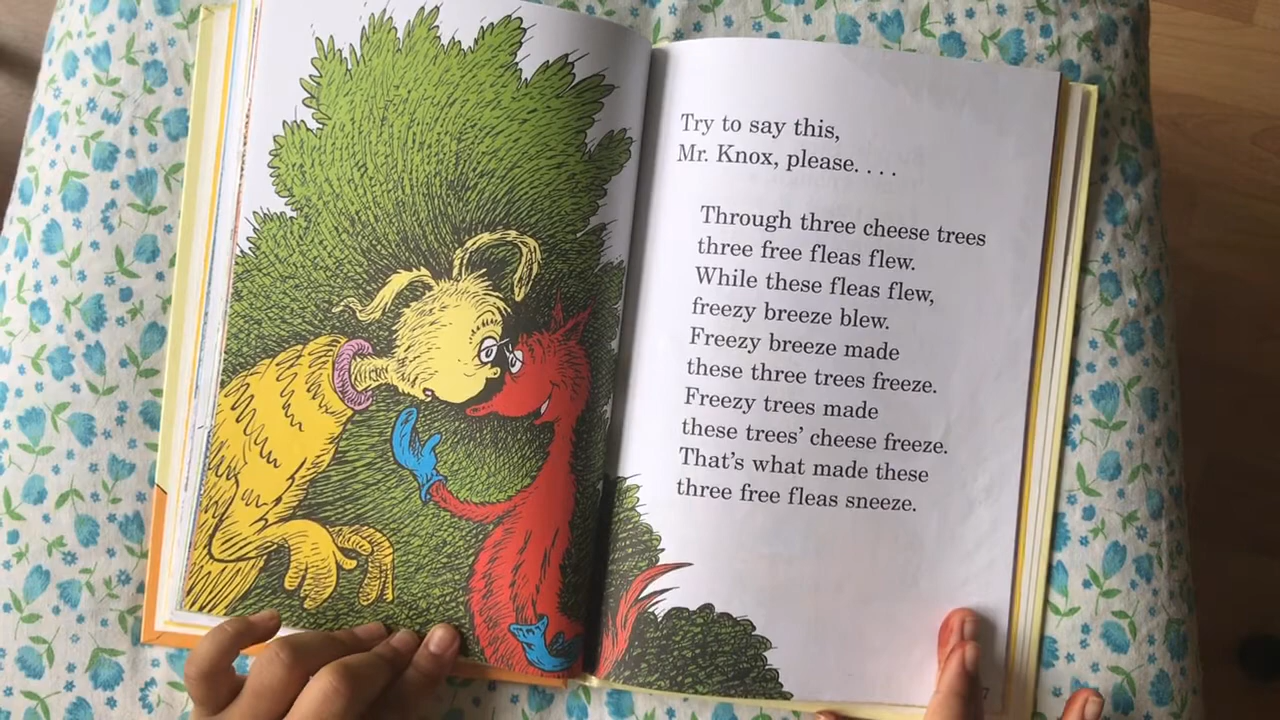 Try to say this,
Mr. Knox, please. . . .
Through three cheese trees
three free fleas flew.
While these fleas flew,
freezy breeze blew.
Freezy breeze made
these three trees freeze.
Freezy trees made
these trees' cheese freeze.
That's what made these
three free fleas sneeze.